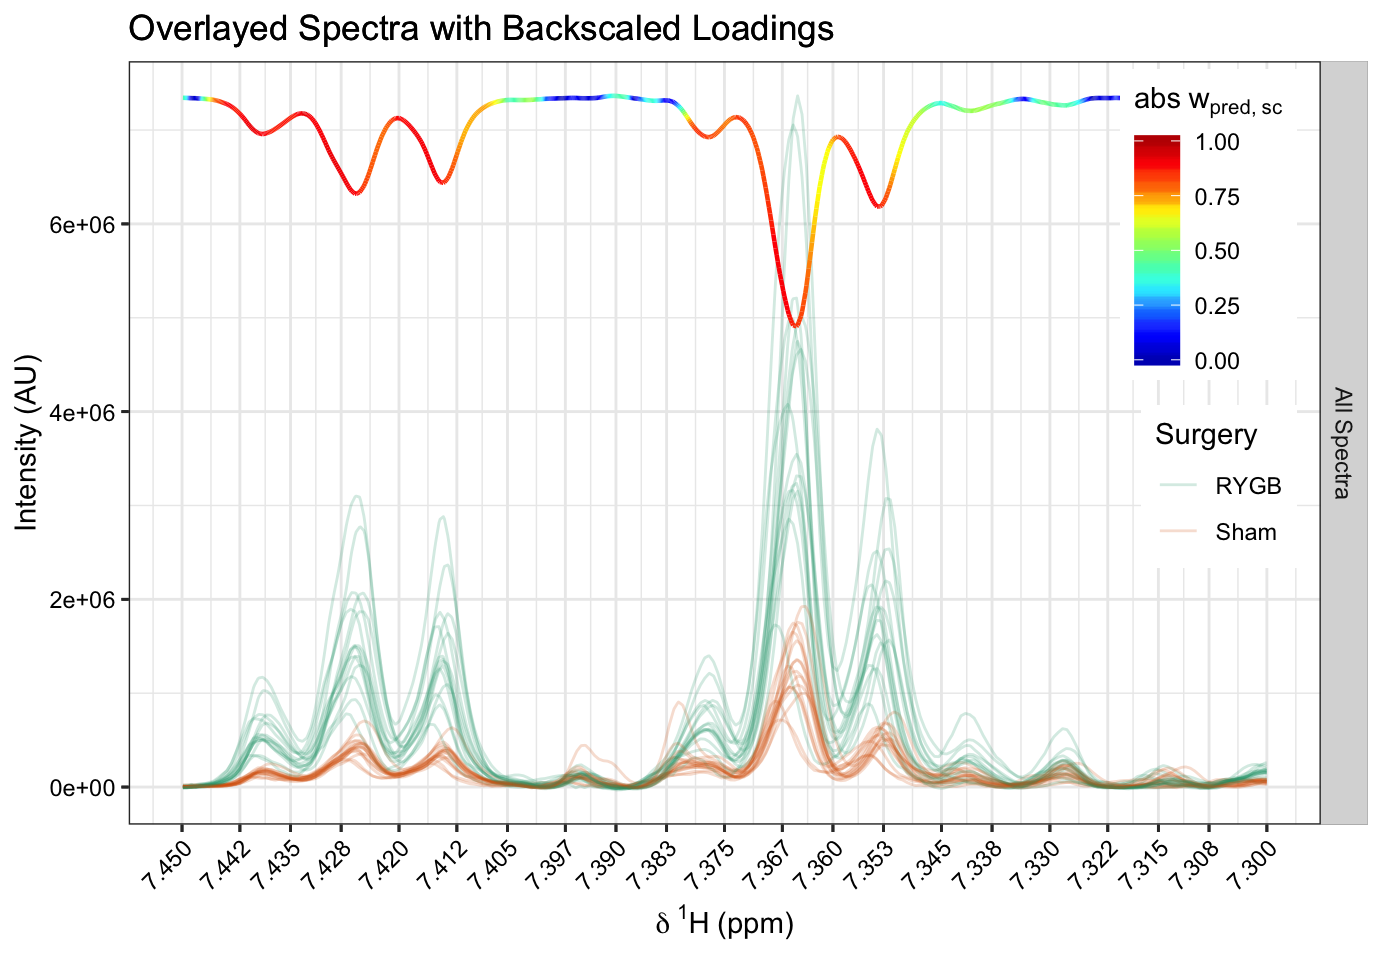 Overlayed Spectra with Backscaled Loadings
abs w_pred, sc
1.00
0.75
0.50
0.25
0.00
Surgery
RYGB
Sham
All Spectra
Intensity (AU)
6e+06
4e+06
2e+06
0e+00
7.450 7.442 7.435 7.428 7.420 7.412 7.405 7.397 7.390 7.383 7.375 7.367 7.360 7.353 7.345 7.338 7.330 7.322 7.315 7.308 7.300
δ ¹H (ppm)